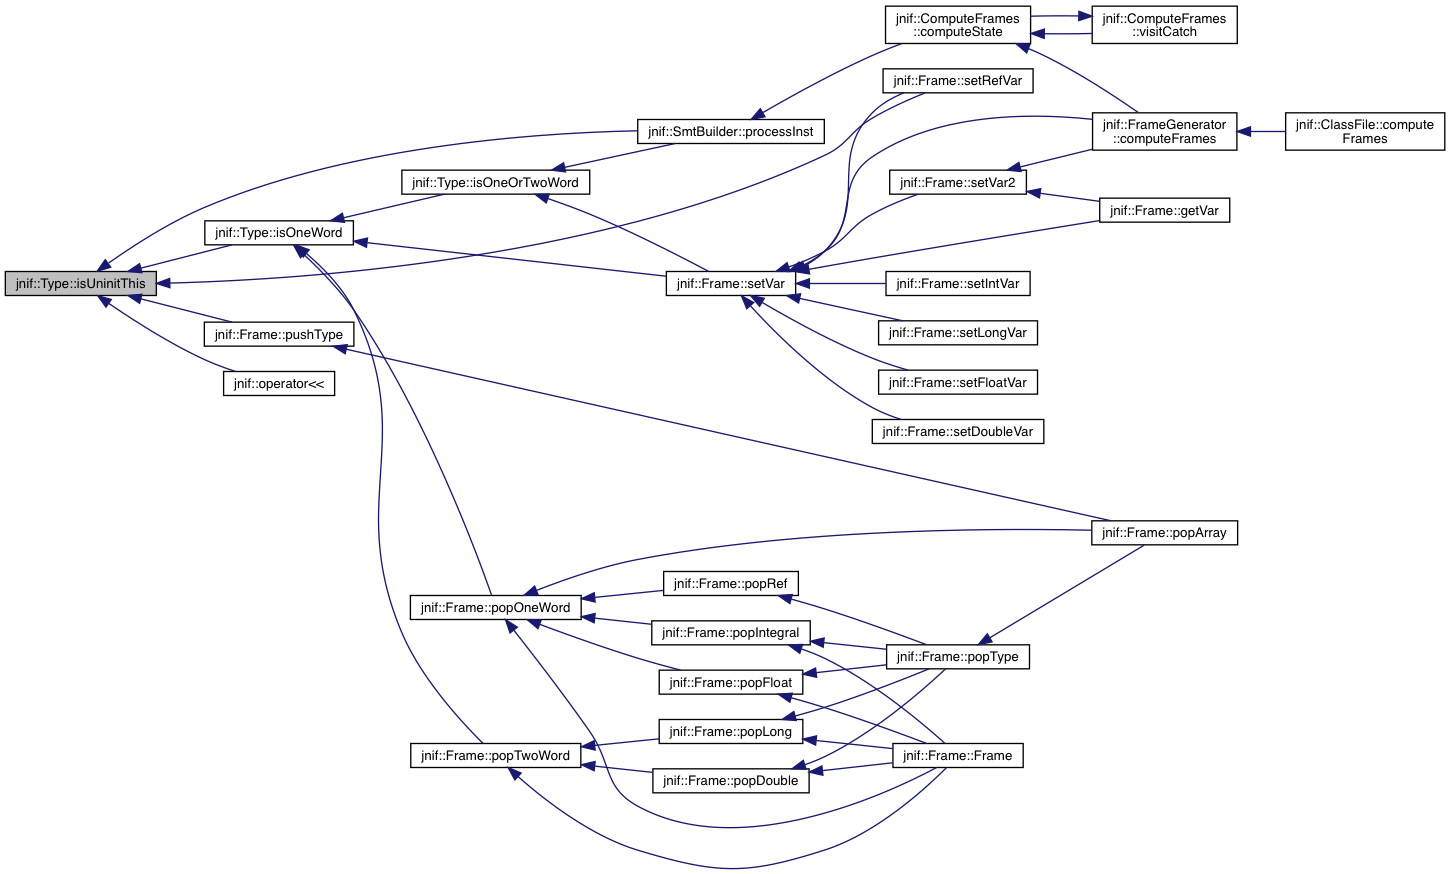 jnif::ComputeFrames
::computeState
jnif::ComputeFrames
::visitCatch
jnif::Frame::setRefVar
jnif::SmtBuilder::processInst
jnif::FrameGenerator
::computeFrames
jnif::ClassFile::compute
Frames
jnif::Type::isOneOrTwoWord
jnif::Frame::setVar2
jnif::Frame::getVar
jnif::Type::isOneWord
jnif::Type::isUninitThis
jnif::Frame::setVar
jnif::Frame::setIntVar
jnif::Frame::pushType
jnif::Frame::setLongVar
jnif::operator<<
jnif::Frame::setFloatVar
jnif::Frame::setDoubleVar
jnif::Frame::popArray
jnif::Frame::popRef
jnif::Frame::popOneWord
jnif::Frame::popIntegral
jnif::Frame::popType
jnif::Frame::popFloat
jnif::Frame::popLong
jnif::Frame::popTwoWord
jnif::Frame::Frame
jnif::Frame::popDouble